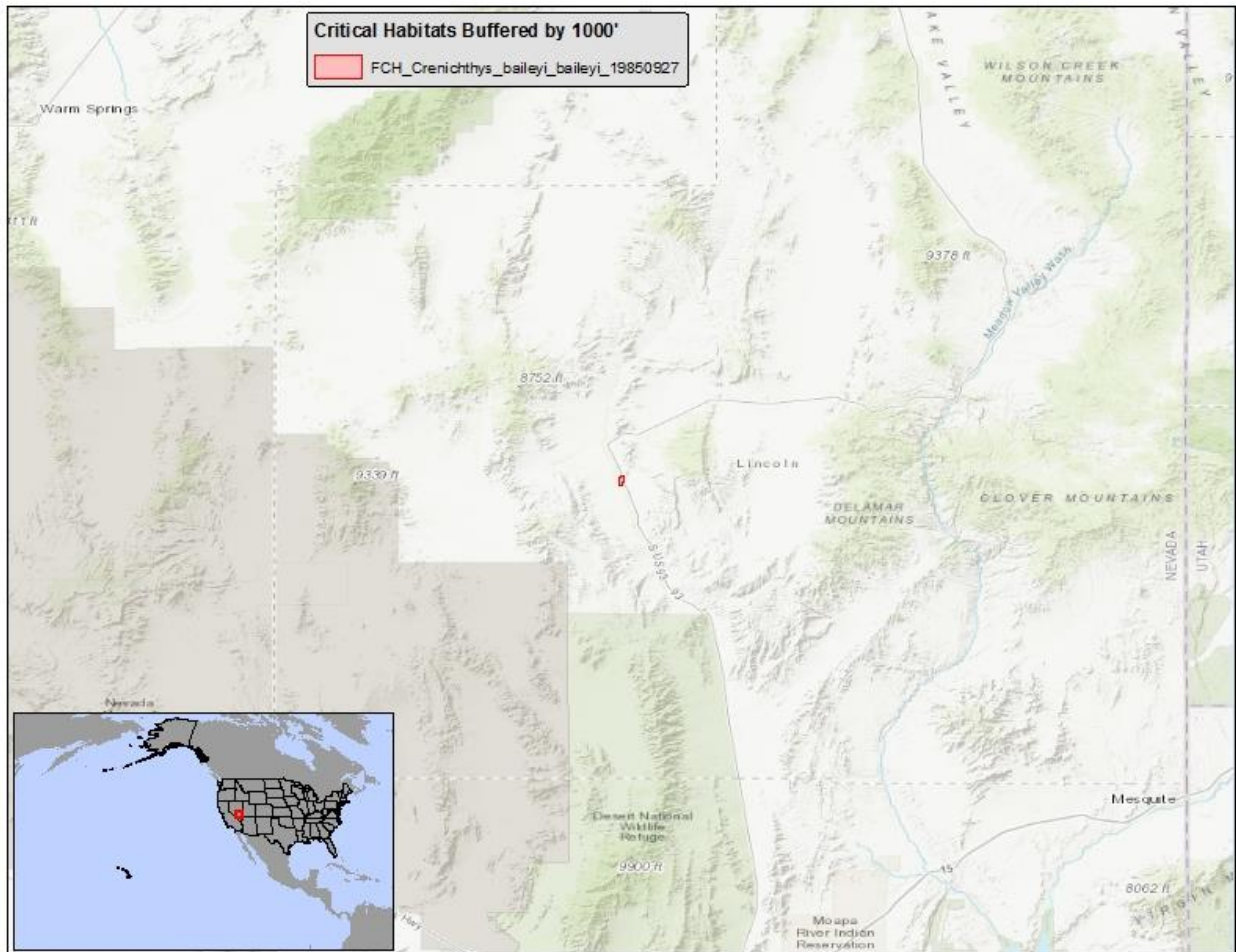 Critical Habitats Buffered by 1000'
FCH_Crenichthys_baileyi_baileyi_19850927
WILSON CREEK
MOUNTAINS
Warm Springs
Meadow Valley Wash
9378 ft
8752 ft
9339 ft
Lincoln
DELAMAR
MOUNTAINS
CLOVER MOUNTAINS
NEVADA
UTAH
S US93
93
Nevada
Mesquite
Desert National
Wildlife
Refuge
9900 ft
15
8062 ft
Moapa
River Indian
Reservation
Hwy